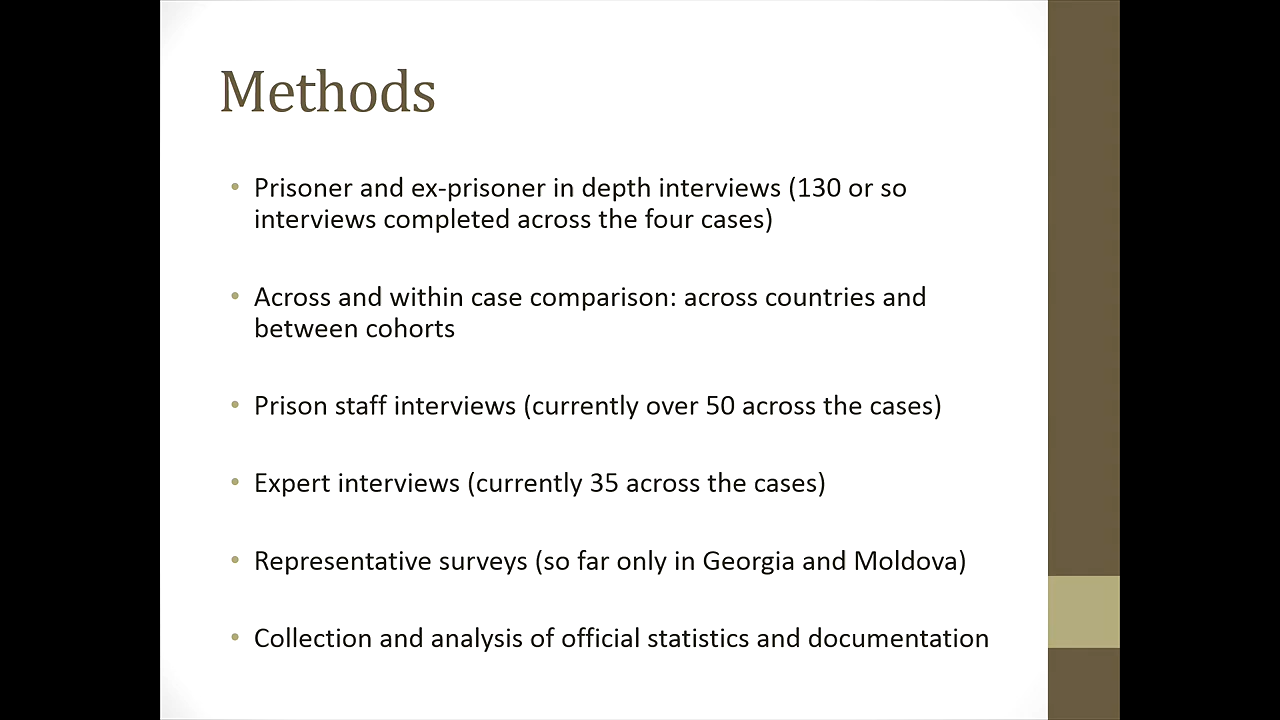 Methods
• Prisoner and ex-prisoner in depth interviews (130 or so
interviews completed across the four cases)
• Across and within case comparison: across countries and
between cohorts
• Prison staff interviews (currently over 50 across the cases)
• Expert interviews (currently 35 across the cases)
• Representative surveys (so far only in Georgia and Moldova)
• Collection and analysis of official statistics and documentation